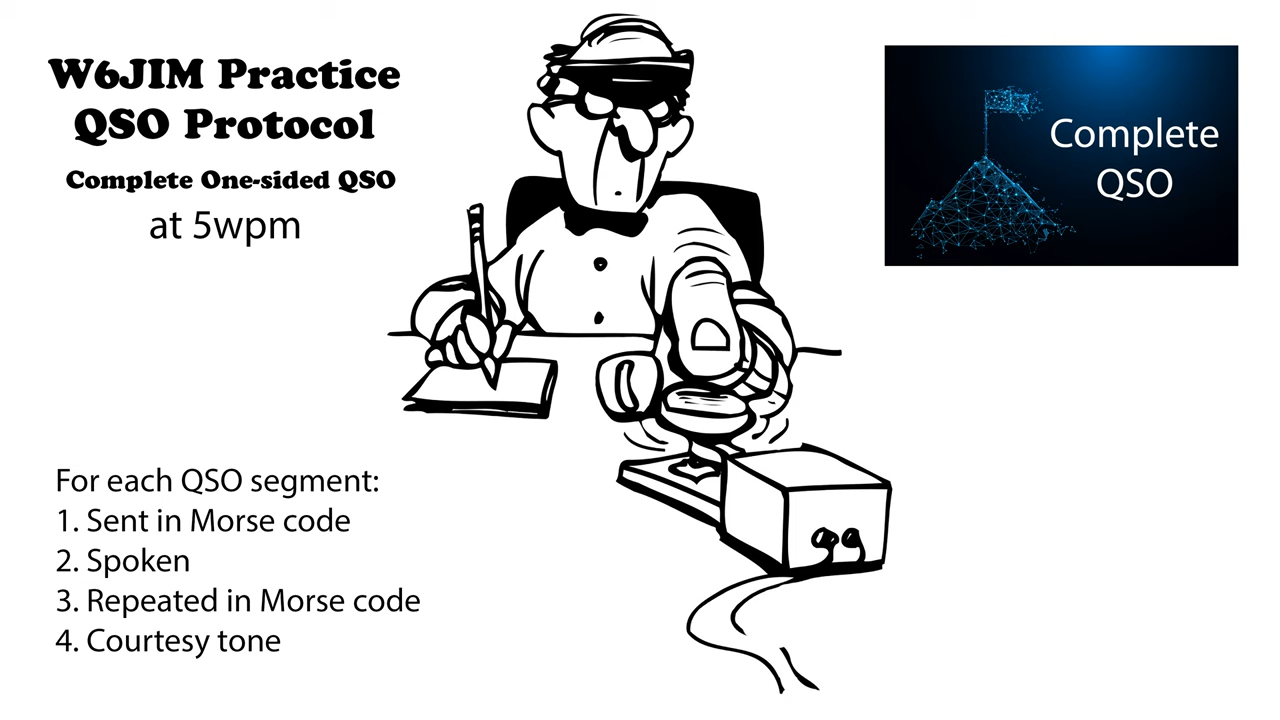 W6JIM Practice
QSO Protocol
Complete One-sided QSO
at 5wpm
Complete
QSO
For each QSO segment:
1. Sent in Morse code
2. Spoken
3. Repeated in Morse code
4. Courtesy tone